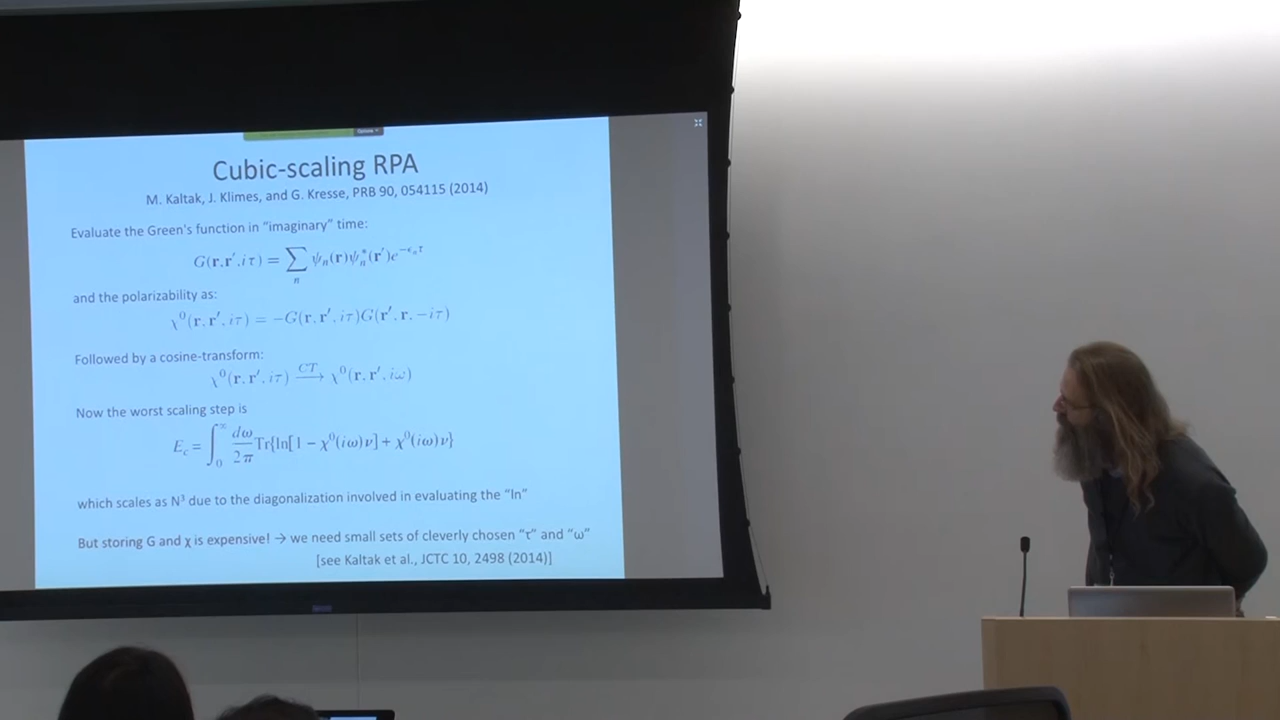 Cubic-scaling RPA
M. Kaltak, J. Klimes, and G. Kresse, PRB 90, 054115 (2014)
Evaluate the Green's function in "imaginary" time:
G(r,r′,iτ) = ∑ₙ ψₙ(r)ψₙ*(r′)e^{−εₙτ}
and the polarizability as:
χ⁰(r,r′,iτ) = −G(r,r′,iτ)G(r′,r,−iτ)
Followed by a cosine-transform:
χ⁰(r,r′,iτ) CT⟶ χ⁰(r,r′,iω)
Now the worst scaling step is
E_c = ∫₀^∞ dω/2π Tr{ln[1 − χ⁰(iω)ν] + χ⁰(iω)ν}
which scales as N³ due to the diagonalization involved in evaluating the "ln"
But storing G and χ is expensive! → we need small sets of cleverly chosen "τ" and "ω"
[see Kaltak et al., JCTC 10, 2498 (2014)]